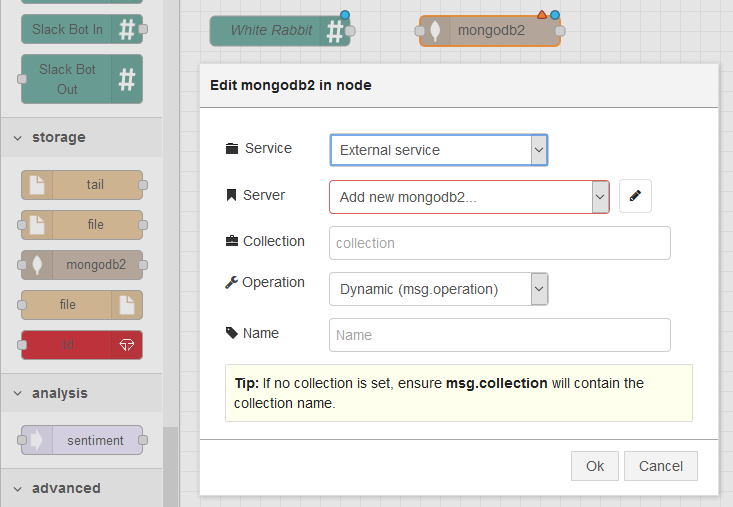 Slack Bot In
Slack Bot
Out
storage
tail
file
mongodb2
file
td
analysis
sentiment
advanced
White Rabbit
mongodb2
Edit mongodb2 in node
Service
External service
Server
Add new mongodb2...
Collection
collection
Operation
Dynamic (msg.operation)
Name
Name
Tip: If no collection is set, ensure msg.collection will contain the
collection name.
Ok
Cancel